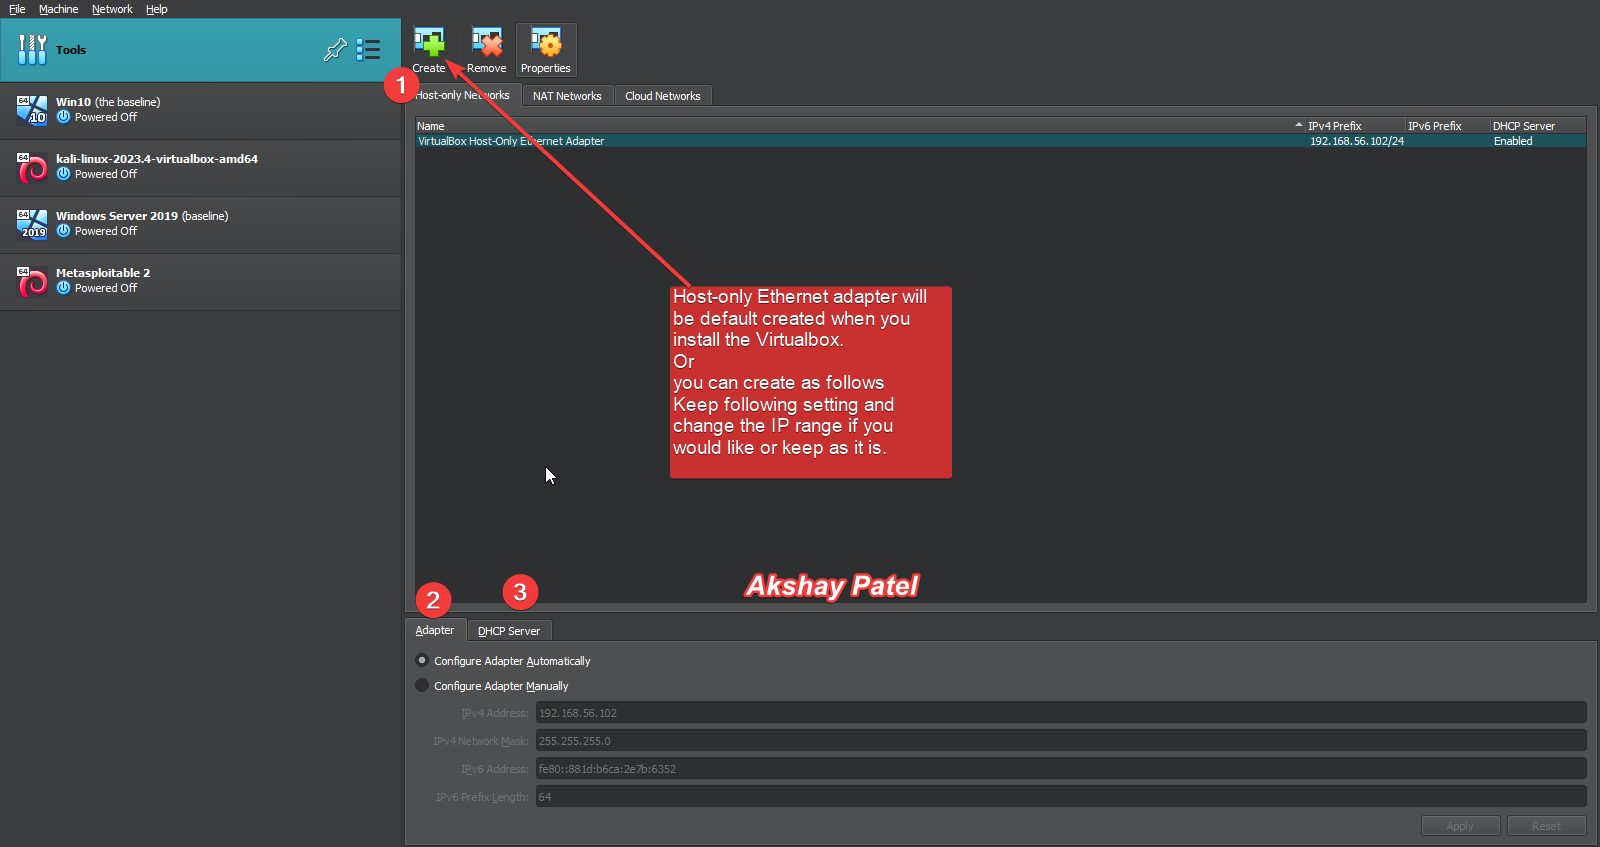 File Machine Network Help
Tools
Win10 (the baseline)
Powered Off
kali-linux-2023.4-virtualbox-amd64
Powered Off
Windows Server 2019 (baseline)
Powered Off
Metasploitable 2
Powered Off
64
10
64
64
2019
64
Create Remove Properties
1
Host-only Networks NAT Networks Cloud Networks
Name IPv4 Prefix IPv6 Prefix DHCP Server
VirtualBox Host-Only Ethernet Adapter 192.168.56.102/24 Enabled
Host-only Ethernet adapter will
be default created when you
install the Virtualbox.
Or
you can create as follows
Keep following setting and
change the IP range if you
would like or keep as it is.
Akshay Patel
2 3
Adapter DHCP Server
Configure Adapter Automatically
Configure Adapter Manually
IPv4 Address: 192.168.56.102
IPv4 Network Mask: 255.255.255.0
IPv6 Address: fe80::881d:b6ca:2e7b:6352
IPv6 Prefix Length: 64
Apply Reset